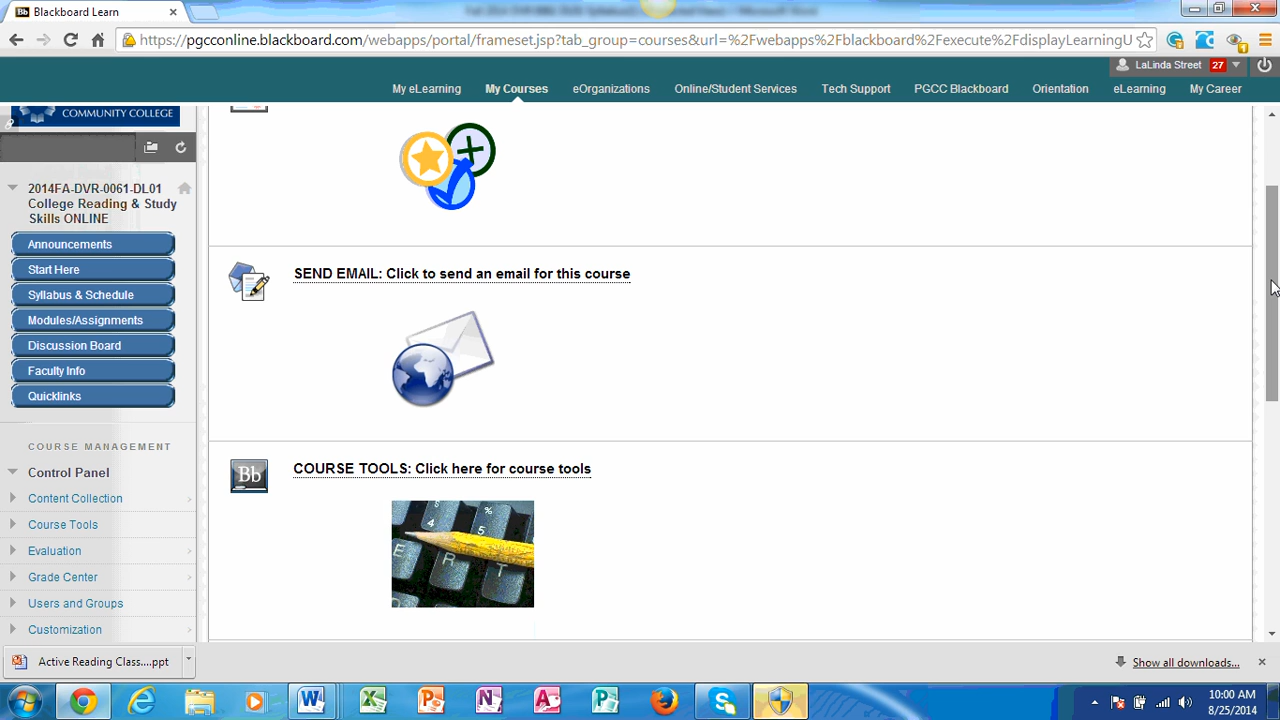 Bb Blackboard Learn
https://pgcconline.blackboard.com/webapps/portal/frameset.jsp?tab_group=courses&url=%2Fwebapps%2Fblackboard%2Fexecute%2FdisplayLearningU
LaLinda Street 27
My eLearning My Courses eOrganizations Online/Student Services Tech Support PGCC Blackboard Orientation eLearning My Career
COMMUNITY COLLEGE
2014FA-DVR-0061-DL01
College Reading & Study
Skills ONLINE
Announcements
Start Here
Syllabus & Schedule
Modules/Assignments
Discussion Board
Faculty Info
Quicklinks
COURSE MANAGEMENT
Control Panel
Content Collection
Course Tools
Evaluation
Grade Center
Users and Groups
Customization
SEND EMAIL: Click to send an email for this course
Bb COURSE TOOLS: Click here for course tools
4 % 5
E R T
Active Reading Class....ppt
Show all downloads...
10:00 AM
8/25/2014